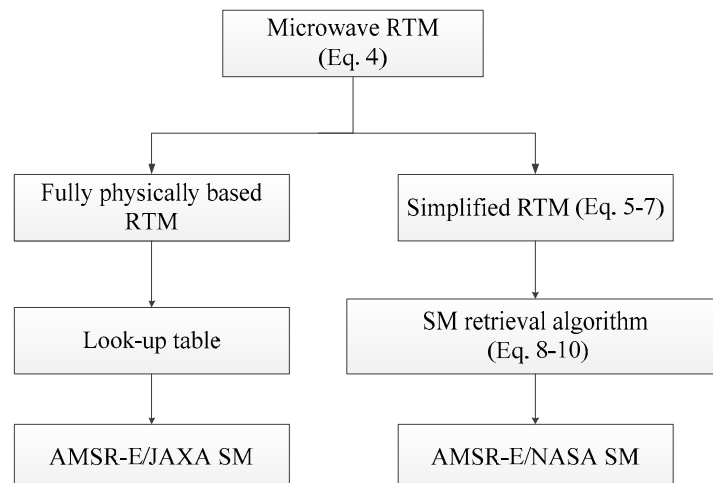 Microwave RTM
(Eq. 4)
Fully physically based
RTM
Simplified RTM (Eq. 5-7)
Look-up table
SM retrieval algorithm
(Eq. 8-10)
AMSR-E/JAXA SM
AMSR-E/NASA SM